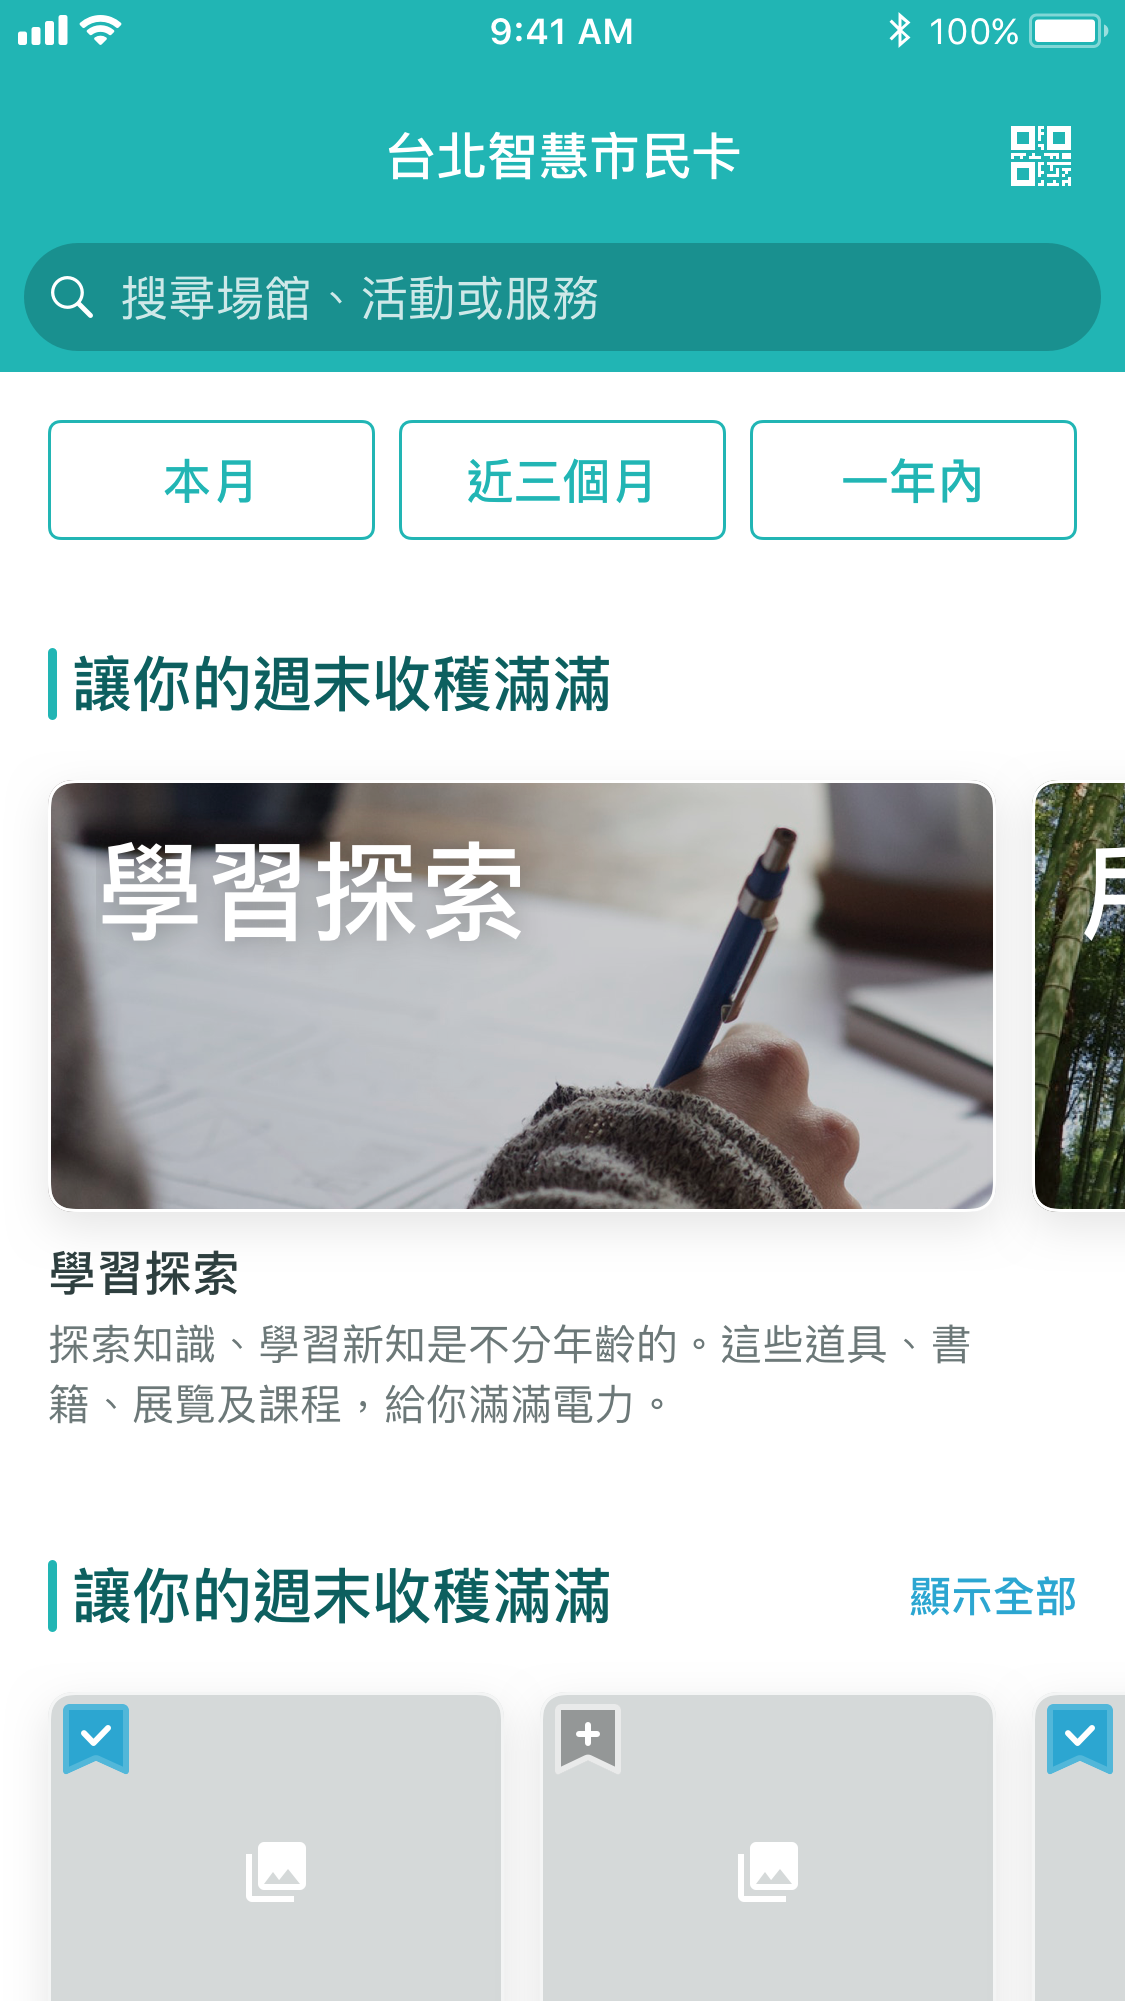 9:41 AM
100%
台北智慧市民卡
搜尋場館、活動或服務
本月
近三個月
一年內
讓你的週末收穫滿滿
學習探索
學習探索
探索知識、學習新知是不分年齡的。這些道具、書
籍、展覽及課程，給你滿滿電力。
讓你的週末收穫滿滿
顯示全部